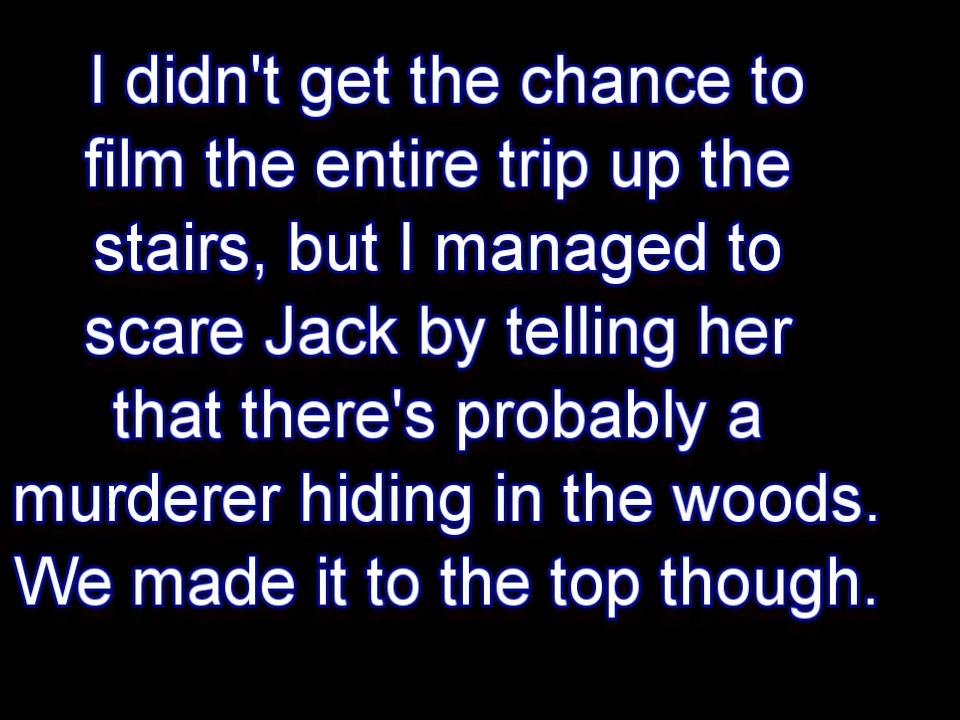 I didn't get the chance to
film the entire trip up the
stairs, but I managed to
scare Jack by telling her
that there's probably a
murderer hiding in the woods.
We made it to the top though.